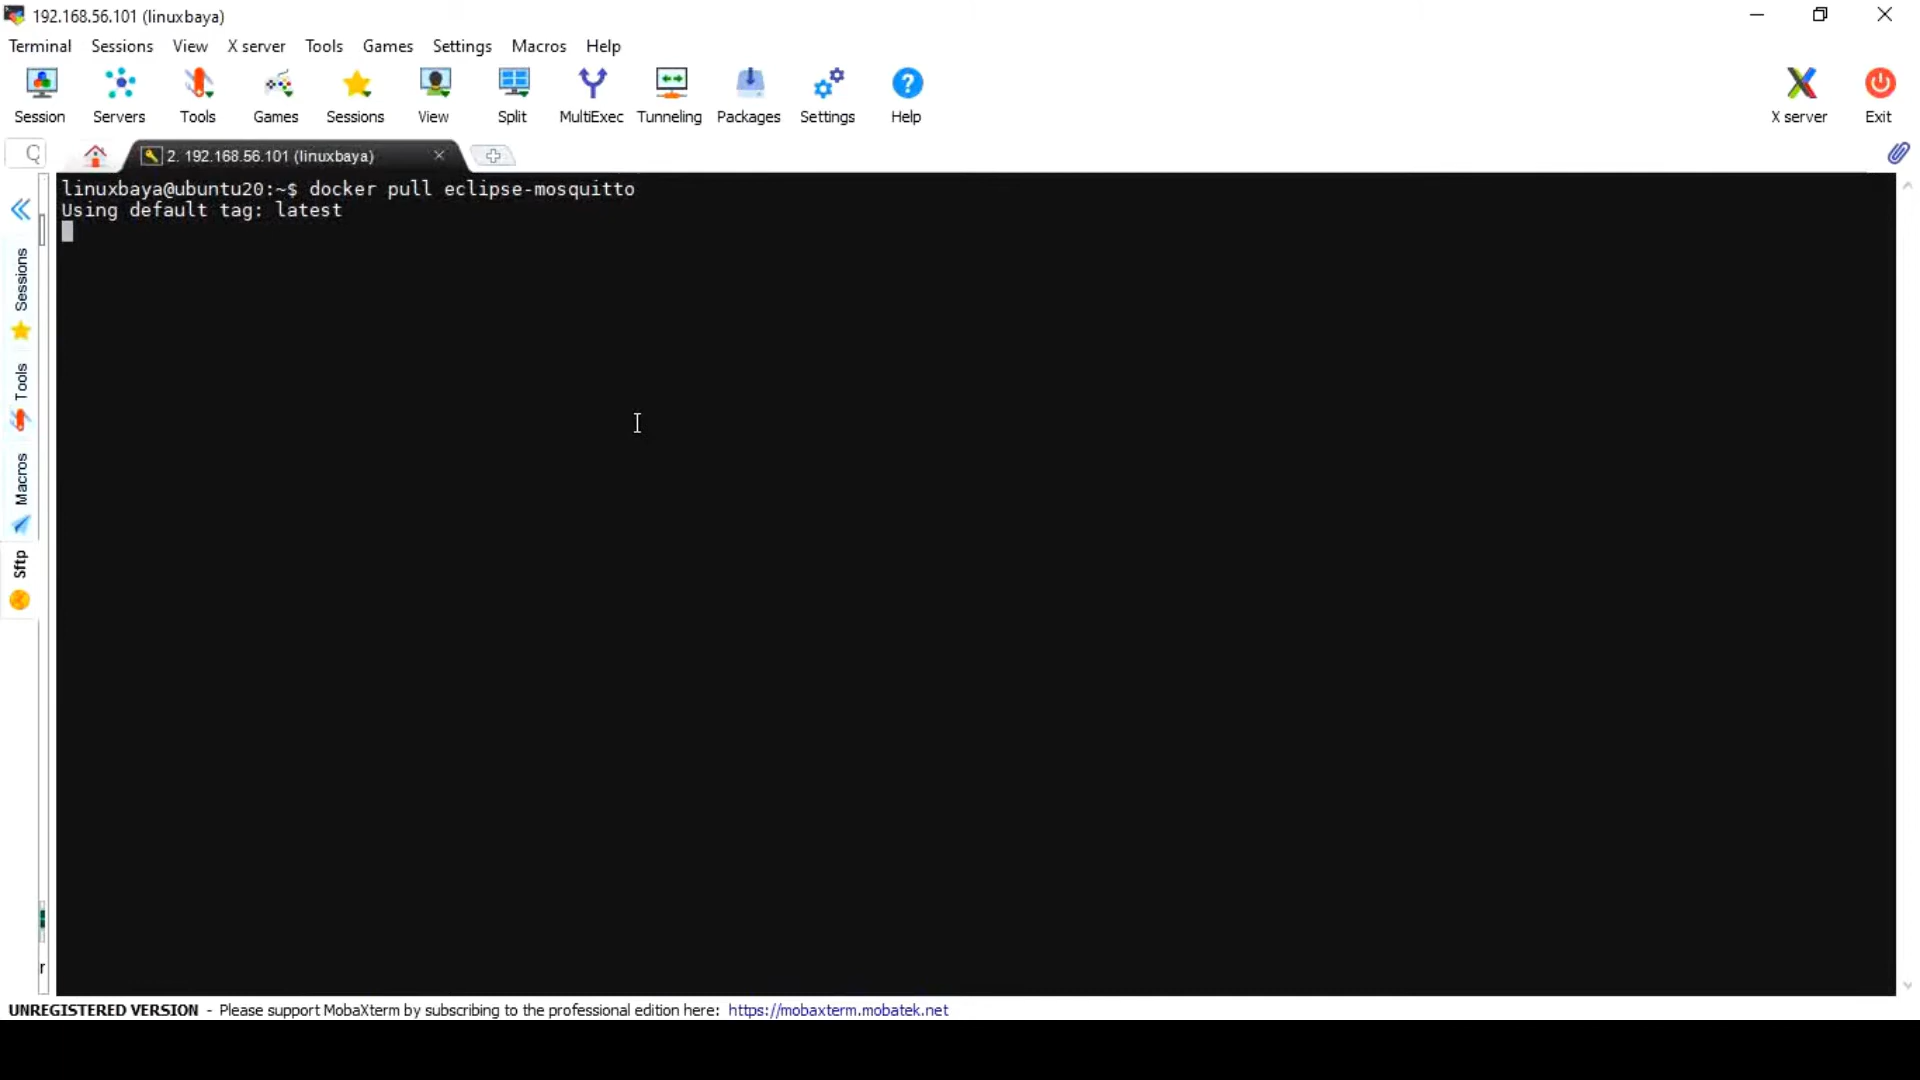 192.168.56.101 (linuxbaya)
Terminal Sessions View X server Tools Games Settings Macros Help
Session Servers Tools Games Sessions View Split MultiExec Tunneling Packages Settings Help X server Exit
2. 192.168.56.101 (linuxbaya)
linuxbaya@ubuntu20:~$ docker pull eclipse-mosquitto
Using default tag: latest
Sessions
Tools
Macros
Sftp
r
UNREGISTERED VERSION - Please support MobaXterm by subscribing to the professional edition here: https://mobaxterm.mobatek.net